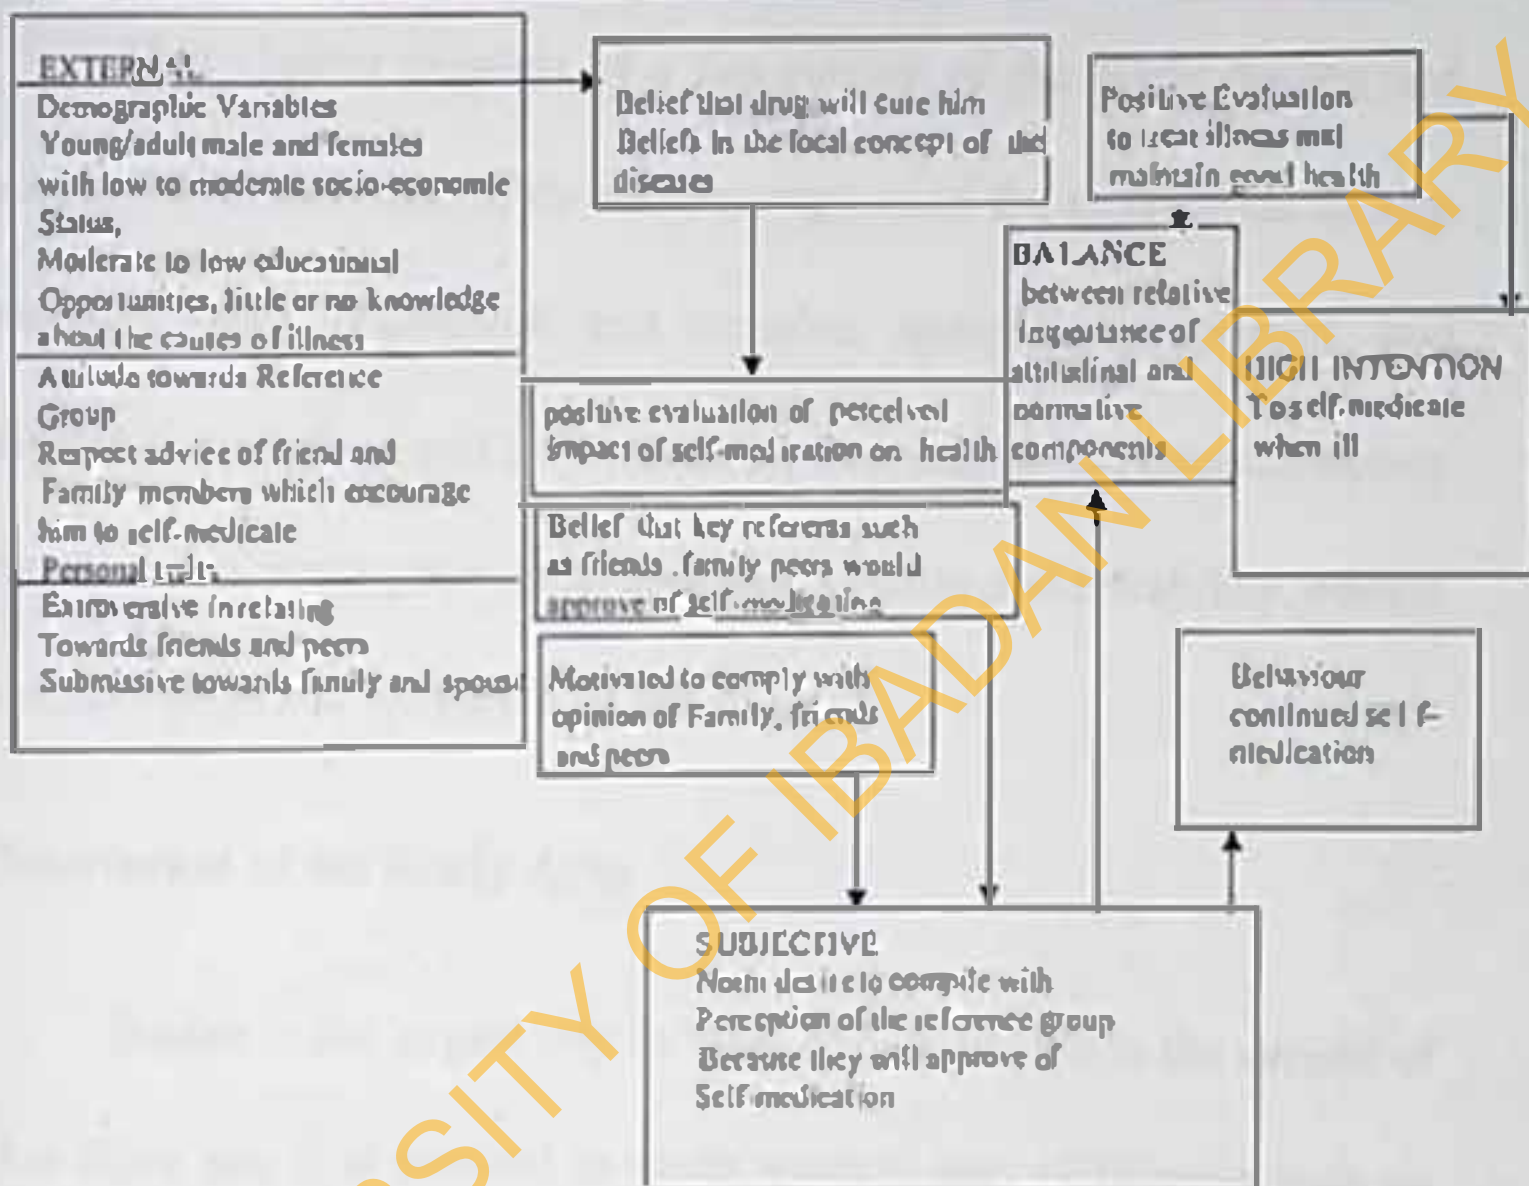 EXTERNAL
Demographic Variables
Young/adult male and females
with low to moderate socio-economic
Status,
Moderate to low educational
Opportunities, little or no knowledge
about the causes of illness
Attitude towards Reference
Group
Respect advice of friend and
Family members which encourage
him to self-medicate
Personal traits
Extroversive in relating
Towards friends and peers
Submissive towards family and spouse
Belief that drug will cure him
Beliefs in the local concept of the
diseases
positive evaluation of perceived
impact of self-medication on health
Belief that key referents such
as friends, family peers would
approve of self-medication
Motivated to comply with
opinion of Family, friends
and peers
Positive Evaluation
to treat illness and
maintain good health
BALANCE
between relative
importance of
attitudinal and
normative
components
HIGH INTENTION
To self-medicate
when ill
Behaviour
continued self-
medication
SUBJECTIVE
Norm desire to compile with
Perception of the reference group
Because they will approve of
Self-medication
UNIVERSITY OF IBADAN LIBRARY